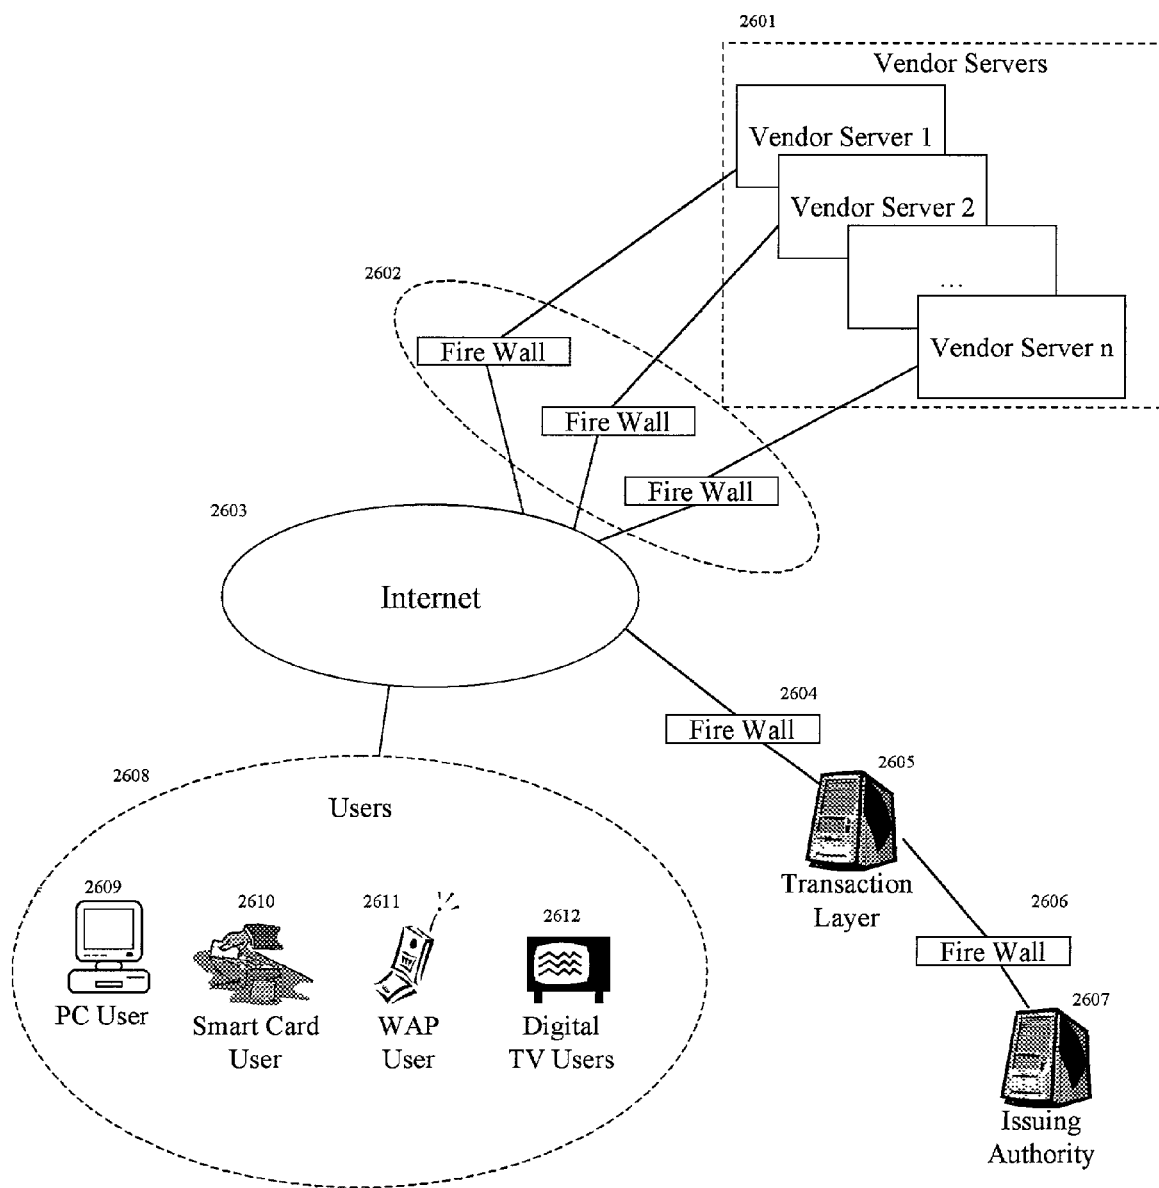 2601
Vendor Servers
Vendor Server 1
Vendor Server 2
...
Vendor Server n
2602
Fire Wall
Fire Wall
Fire Wall
2603
Internet
2604
Fire Wall
2605
Transaction
Layer
2606
Fire Wall
2607
Issuing
Authority
2608
Users
2609
PC User
2610
Smart Card
User
2611
WAP
User
2612
Digital
TV Users